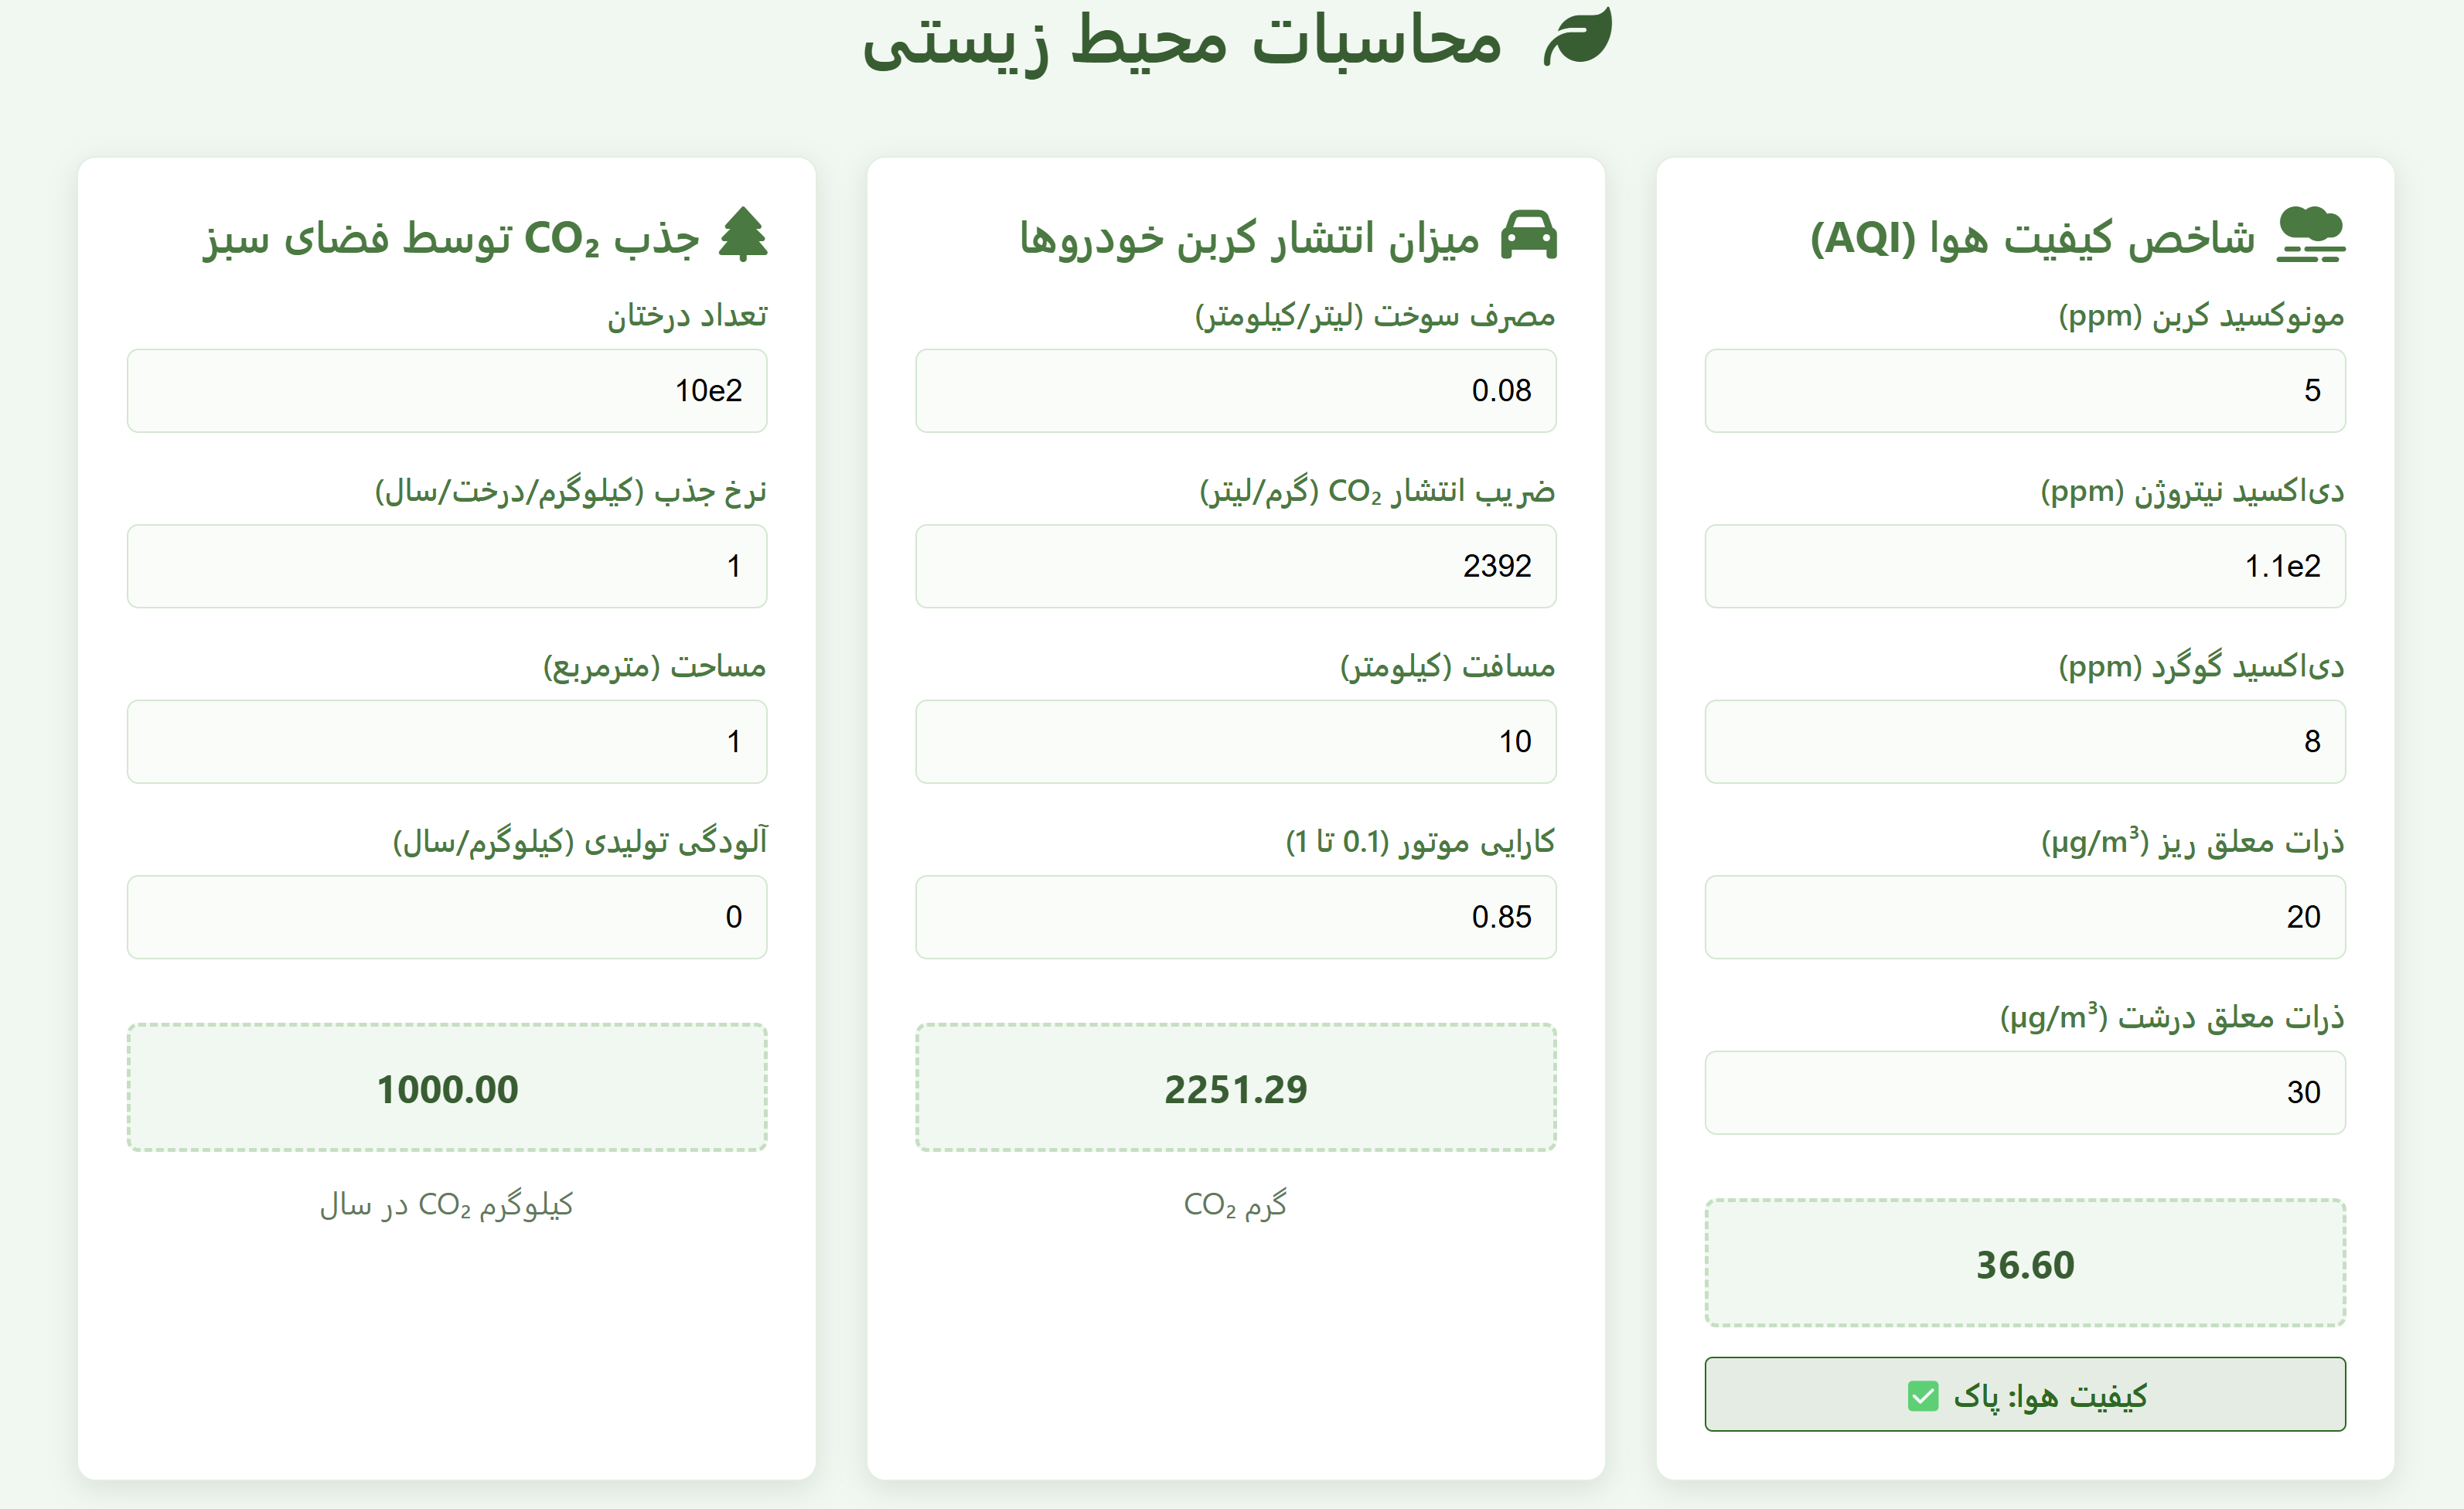 محاسبات محیط زیستی
شاخص کیفیت هوا (AQI)
مونوکسید کربن (ppm)
5
دی‌اکسید نیتروژن (ppm)
1.1e2
دی‌اکسید گوگرد (ppm)
8
ذرات معلق ریز (µg/m³)
20
ذرات معلق درشت (µg/m³)
30
36.60
کیفیت هوا: پاک ✅
میزان انتشار کربن خودروها
مصرف سوخت (لیتر/کیلومتر)
0.08
ضریب انتشار CO₂ (گرم/لیتر)
2392
مسافت (کیلومتر)
10
کارایی موتور (0.1 تا 1)
0.85
2251.29
گرم CO₂
جذب CO₂ توسط فضای سبز
تعداد درختان
10e2
نرخ جذب (کیلوگرم/درخت/سال)
1
مساحت (مترمربع)
1
آلودگی تولیدی (کیلوگرم/سال)
0
1000.00
کیلوگرم CO₂ در سال